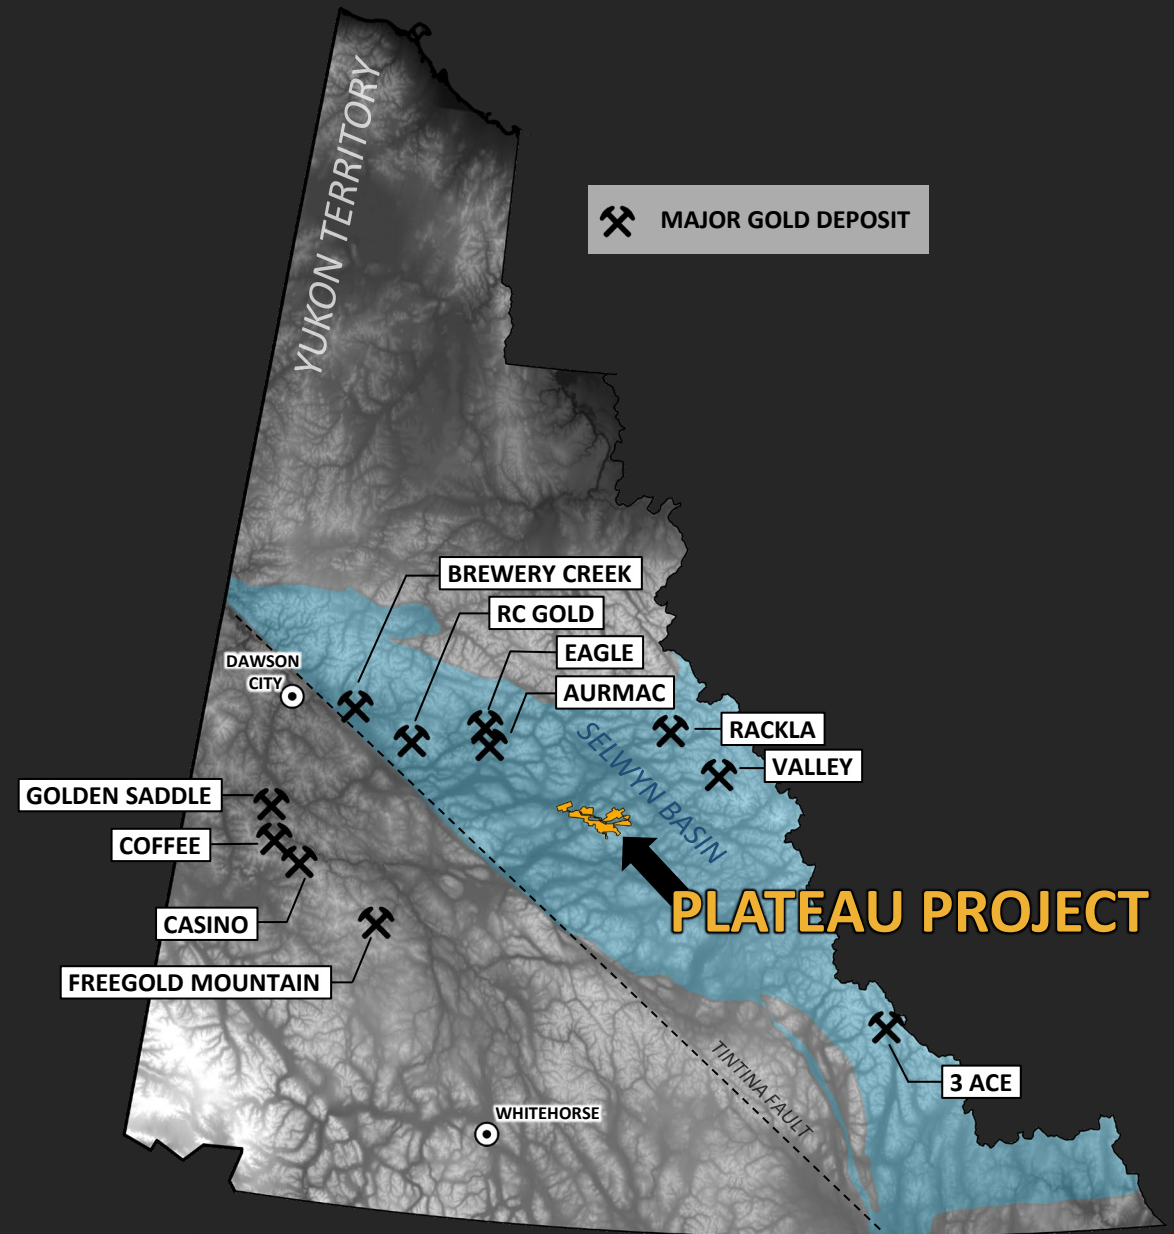 YUKON TERRITORY
MAJOR GOLD DEPOSIT
BREWERY CREEK
RC GOLD
EAGLE
DAWSON
CITY
AURMAC
RACKLA
VALLEY
SELWYN BASIN
GOLDEN SADDLE
COFFEE
CASINO
PLATEAU PROJECT
FREEGOLD MOUNTAIN
TINTINA FAULT
3 ACE
WHITEHORSE